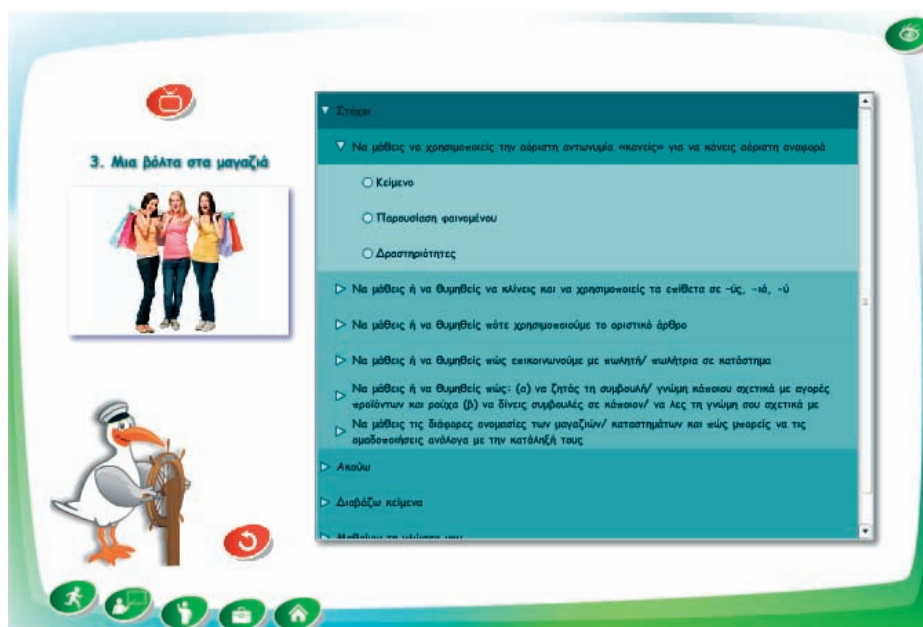 3. Μια βόλτα στα μαγαζιά
Στόχοι
Να μάθεις να χρησιμοποιείς την αόριστη αντωνυμία «κανείς» για να κάνεις αόριστη αναφορά
Κείμενο
Παρουσίαση φαινομένου
Δραστηριότητες
Να μάθεις ή να θυμηθείς να κλίνεις και να χρησιμοποιείς τα επίθετα σε -ύς, -ιά, -ύ
Να μάθεις ή να θυμηθείς πότε χρησιμοποιούμε το οριστικό άρθρο
Να μάθεις ή να θυμηθείς πώς επικοινωνούμε με πωλητή/ πωλήτρια σε κατάστημα
Να μάθεις ή να θυμηθείς πώς: (α) να ζητάς τη συμβουλή/ γνώμη κάποιου σχετικά με αγορές
προϊόντων και ρούχα (β) να δίνεις συμβουλές σε κάποιον/ να λες τη γνώμη σου σχετικά με
Να μάθεις τις διάφορες ονομασίες των μαγαζιών/ καταστημάτων και πώς μπορείς να τις
ομαδοποιήσεις ανάλογα με την κατάληξή τους
Ακούω
Διαβάζω κείμενα
Μαθαίνω τη γλώσσα μου